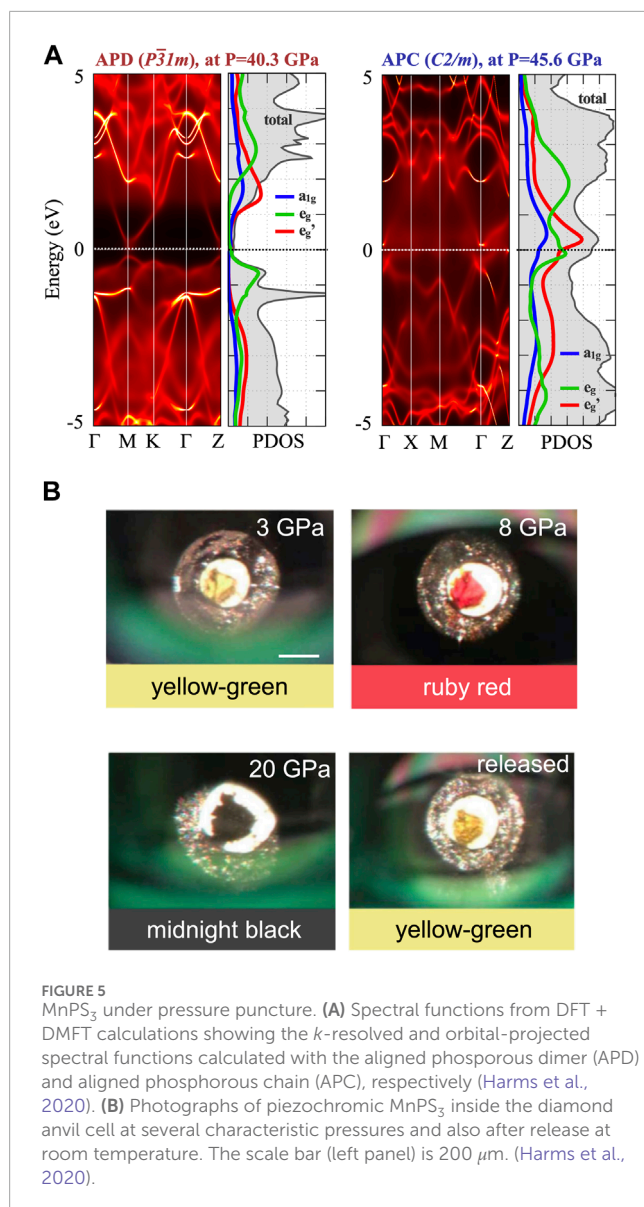 A
APD (P3̅1m), at P=40.3 GPa
APC (C2/m), at P=45.6 GPa
5
0
-5
Energy (eV)
total
a1g
eg
eg'
Γ M K Γ Z PDOS
5
0
-5
total
a1g
eg
eg'
Γ X M Γ Z PDOS
B
3 GPa
yellow-green
8 GPa
ruby red
20 GPa
midnight black
released
yellow-green
FIGURE 5
MnPS3 under pressure puncture. (A) Spectral functions from DFT +
DMFT calculations showing the k-resolved and orbital-projected
spectral functions calculated with the aligned phosporous dimer (APD)
and aligned phosphorous chain (APC), respectively (Harms et al.,
2020). (B) Photographs of piezochromic MnPS3 inside the diamond
anvil cell at several characteristic pressures and also after release at
room temperature. The scale bar (left panel) is 200 μm. (Harms et al.,
2020).